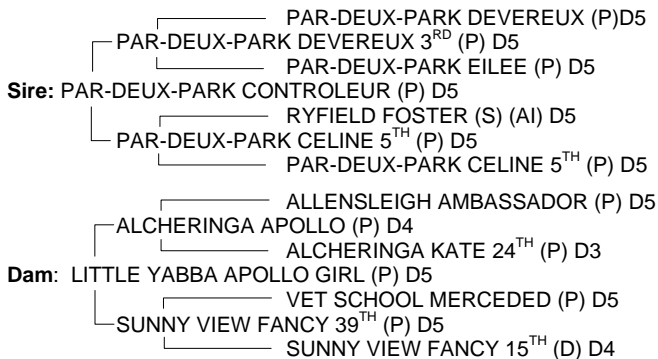 PAR-DEUX-PARK DEVEREUX (P)D5
PAR-DEUX-PARK DEVEREUX 3RD (P) D5
PAR-DEUX-PARK EILEE (P) D5
Sire: PAR-DEUX-PARK CONTROLEUR (P) D5
RYFIELD FOSTER (S) (AI) D5
PAR-DEUX-PARK CELINE 5TH (P) D5
PAR-DEUX-PARK CELINE 5TH (P) D5
ALLENSLEIGH AMBASSADOR (P) D5
ALCHERINGA APOLLO (P) D4
ALCHERINGA KATE 24TH (P) D3
Dam: LITTLE YABBA APOLLO GIRL (P) D5
VET SCHOOL MERCEDED (P) D5
SUNNY VIEW FANCY 39TH (P) D5
SUNNY VIEW FANCY 15TH (D) D4